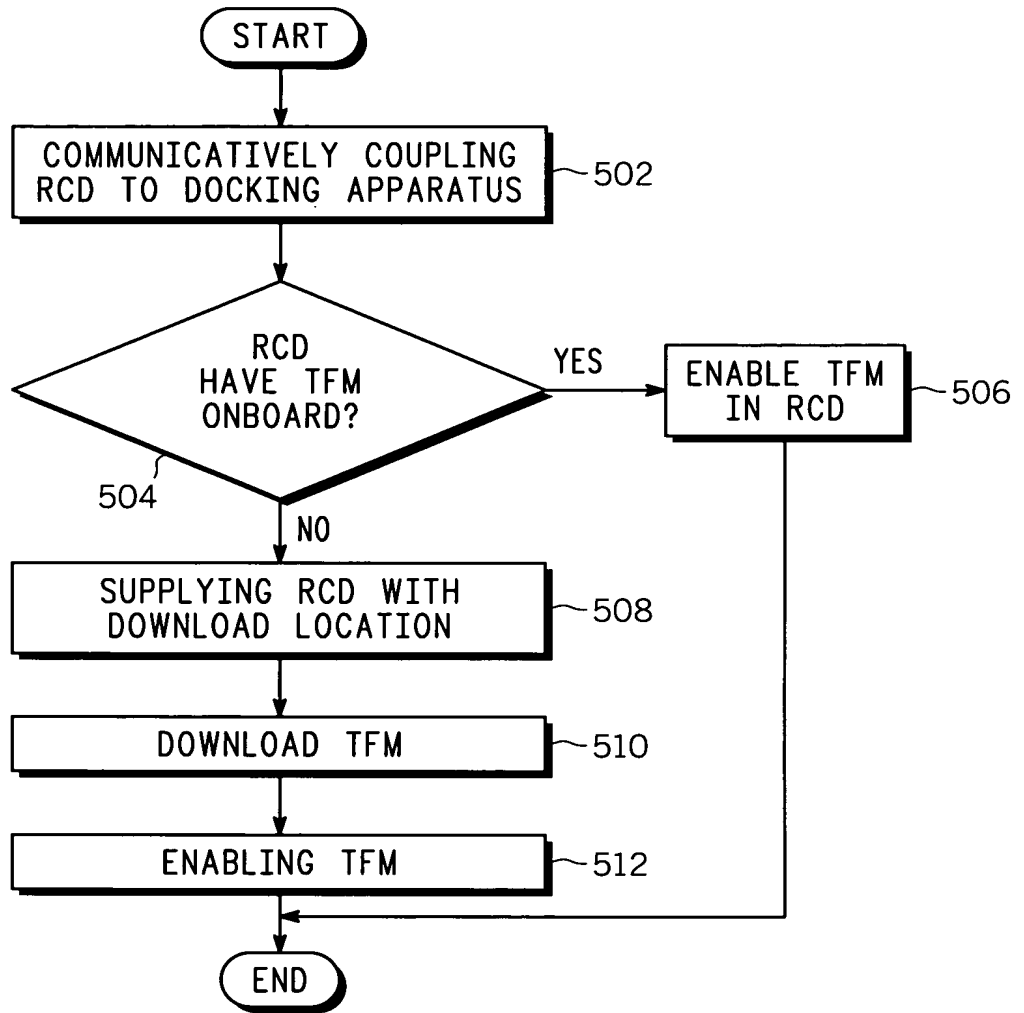 START
COMMUNICATIVELY COUPLING
RCD TO DOCKING APPARATUS
502
RCD
HAVE TFM
ONBOARD?
504
YES
ENABLE TFM
IN RCD
506
NO
SUPPLYING RCD WITH
DOWNLOAD LOCATION
508
DOWNLOAD TFM
510
ENABLING TFM
512
END